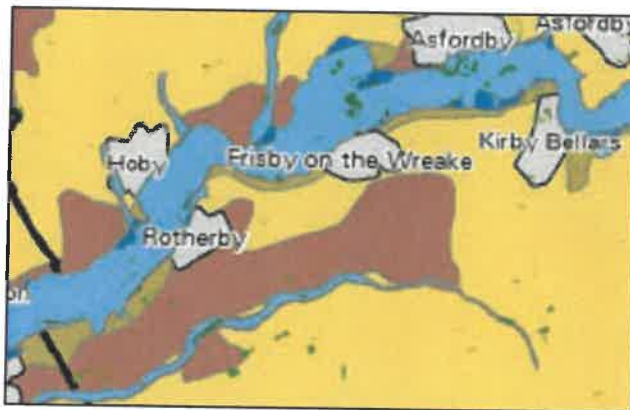 Asfordby
Asfordby
Kirby Bellars
Frisby on the Wreake
Hoby
Rotherby